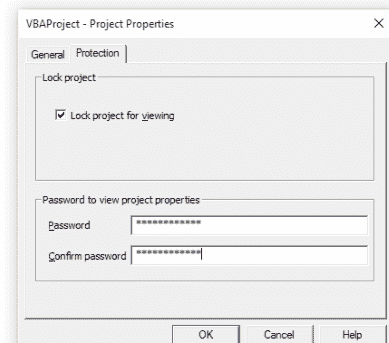 VBAProject - Project Properties
General Protection
Lock project
Lock project for viewing
Password to view project properties
Password ************
Confirm password ************
OK Cancel Help